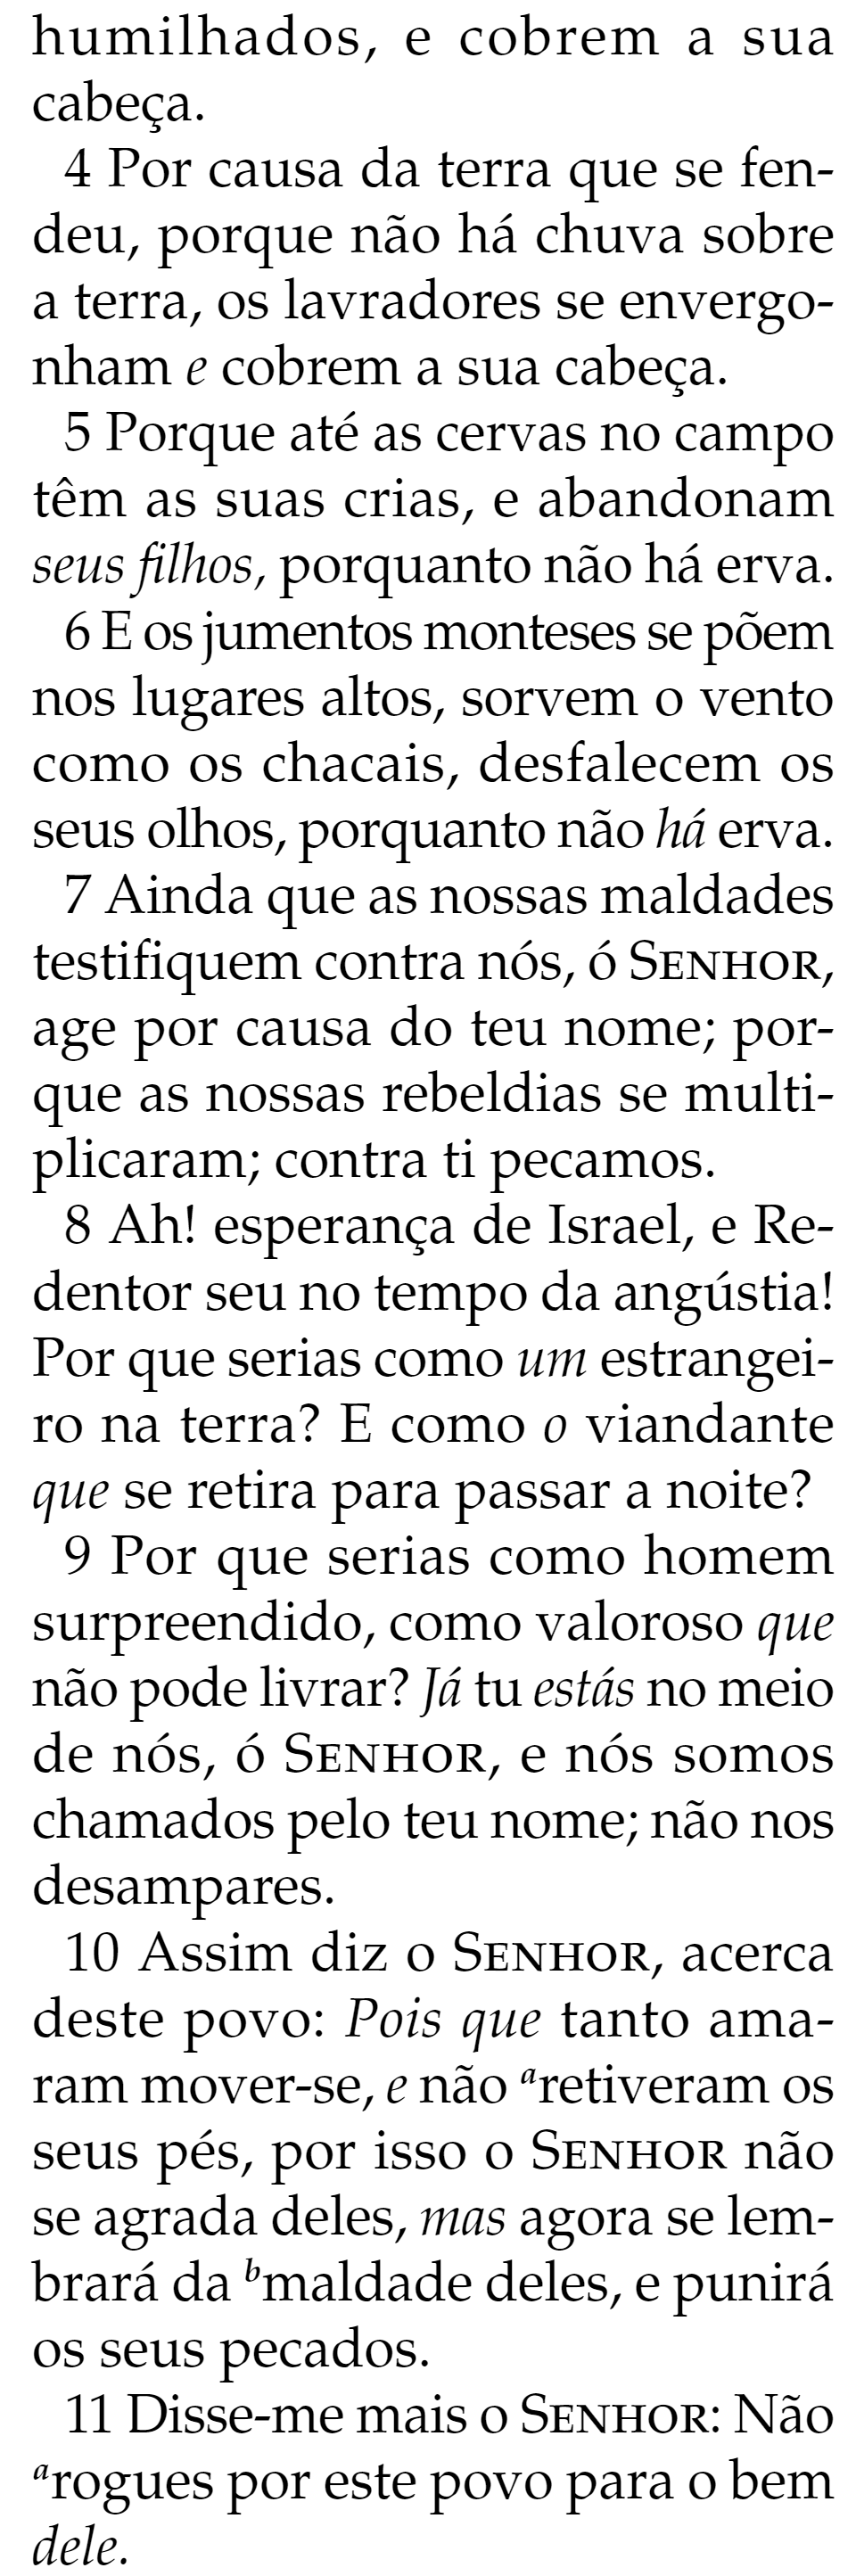 humilhados, e cobrem a sua
cabeça.
4 Por causa da terra que se fen-
deu, porque não há chuva sobre
a terra, os lavradores se envergo-
nham e cobrem a sua cabeça.
5 Porque até as cervas no campo
têm as suas crias, e abandonam
seus filhos, porquanto não há erva.
6 E os jumentos monteses se põem
nos lugares altos, sorvem o vento
como os chacais, desfalecem os
seus olhos, porquanto não há erva.
7 Ainda que as nossas maldades
testifiquem contra nós, ó SENHOR,
age por causa do teu nome; por-
que as nossas rebeldias se multi-
plicaram; contra ti pecamos.
8 Ah! esperança de Israel, e Re-
dentor seu no tempo da angústia!
Por que serias como um estrangei-
ro na terra? E como o viandante
que se retira para passar a noite?
9 Por que serias como homem
surpreendido, como valoroso que
não pode livrar? Já tu estás no meio
de nós, ó SENHOR, e nós somos
chamados pelo teu nome; não nos
desampares.
10 Assim diz o SENHOR, acerca
deste povo: Pois que tanto ama-
ram mover-se, e não aretiveram os
seus pés, por isso o SENHOR não
se agrada deles, mas agora se lem-
brará da bmaldade deles, e punirá
os seus pecados.
11 Disse-me mais o SENHOR: Não
arogues por este povo para o bem
dele.